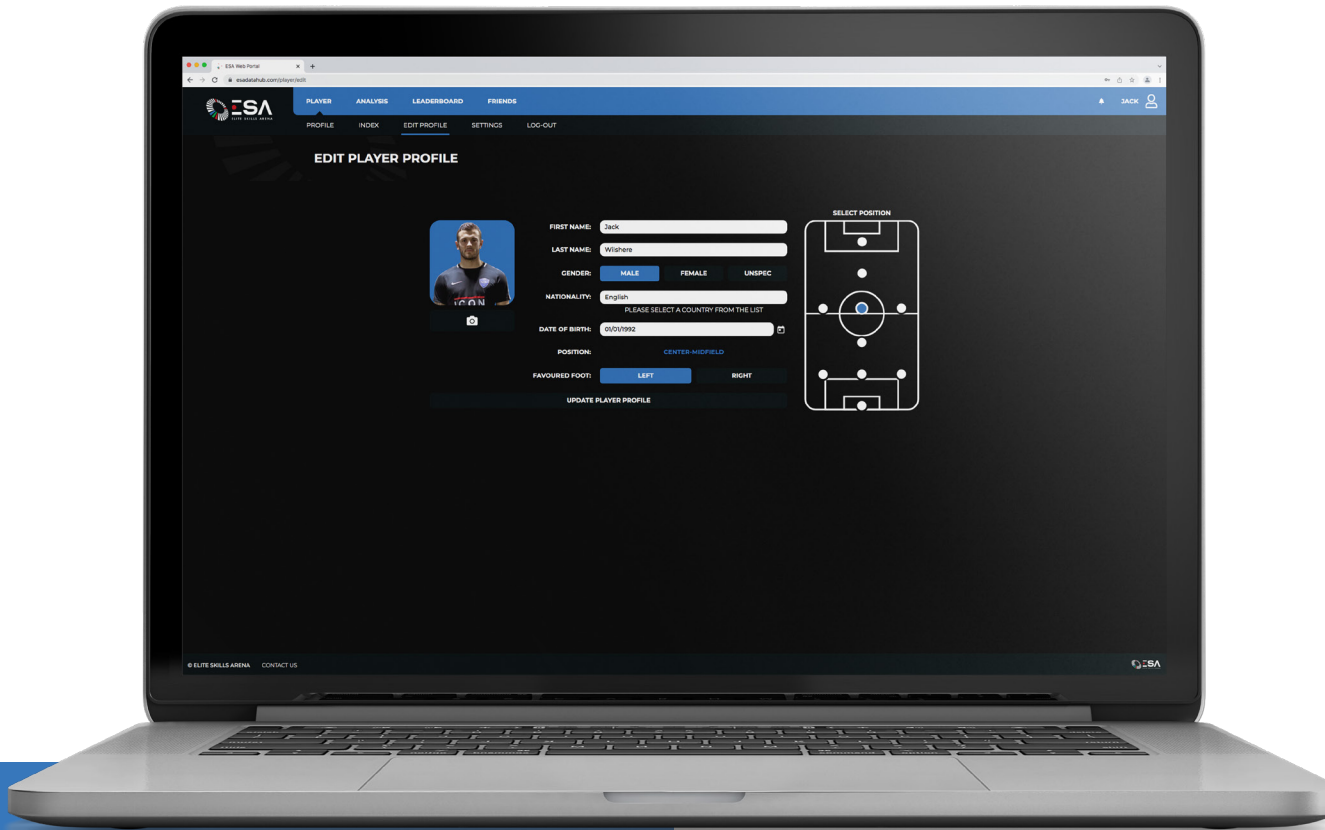 ESA Web Portal
esadatahub.com/player/edit
ESA
ELITE SKILLS ARENA
PLAYER ANALYSIS LEADERBOARD FRIENDS
JACK
PROFILE INDEX EDIT PROFILE SETTINGS LOG-OUT
EDIT PLAYER PROFILE
SELECT POSITION
FIRST NAME: Jack
LAST NAME: Wilshere
GENDER: MALE FEMALE UNSPEC
NATIONALITY: English
PLEASE SELECT A COUNTRY FROM THE LIST
DATE OF BIRTH: 01/01/1992
POSITION: CENTER-MIDFIELD
FAVOURED FOOT: LEFT RIGHT
UPDATE PLAYER PROFILE
ICON
© ELITE SKILLS ARENA CONTACT US
ESA